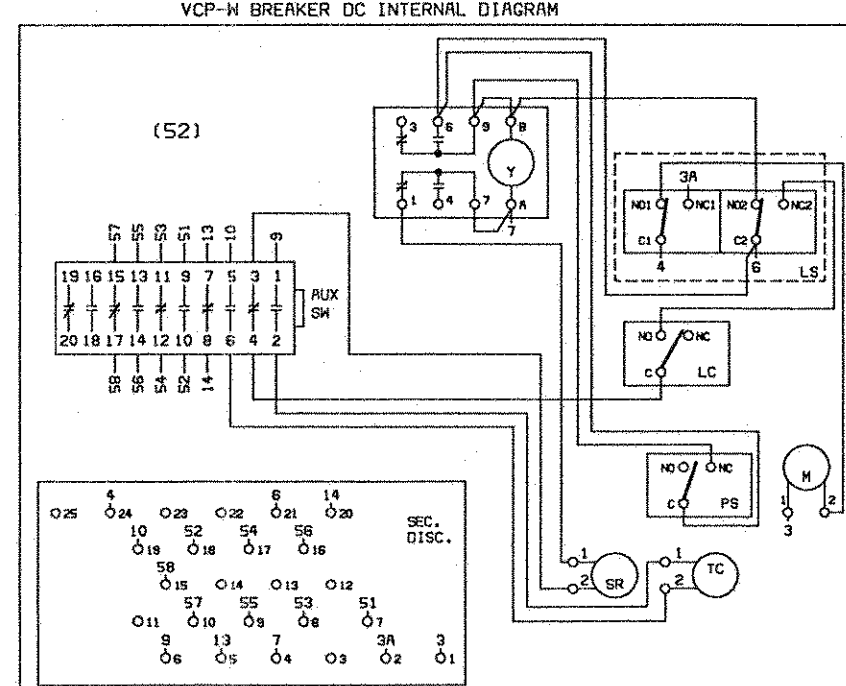 VCP-W BREAKER DC INTERNAL DIAGRAM
(52)
3 6 9 B
Y
1 4 7 A
7
3A
NO1 NC1 NO2 NC2
C1 C2
4 6 LS
57 55 53 51 13 10 9
19 16 15 13 11 9 7 5 3 1
AUX
SW
20 18 17 14 12 10 8 6 4 2
58 56 54 52 14
NO NC
C LC
NO NC
C PS
M
1 2
3
1
2 SR
1
2 TC
4 6 14
25 24 23 22 21 20
SEC.
DISC.
10 52 54 56
19 18 17 16
58
15 14 13 12
57 55 53 51
11 10 9 8 7
9 13 7 3A 3
6 5 4 3 2 1